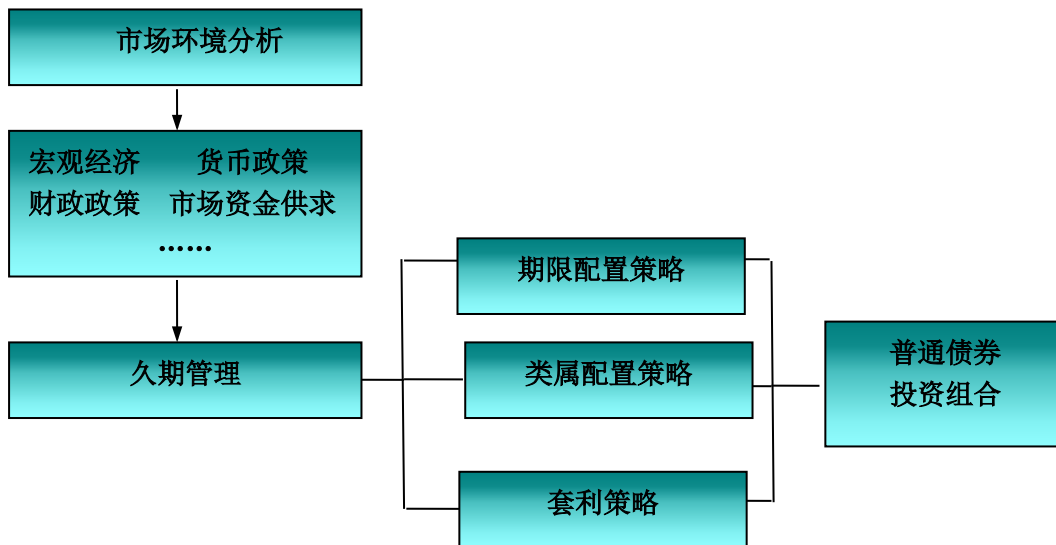 市场环境分析
宏观经济 货币政策
财政政策 市场资金供求
……
久期管理
期限配置策略
类属配置策略
套利策略
普通债券
投资组合